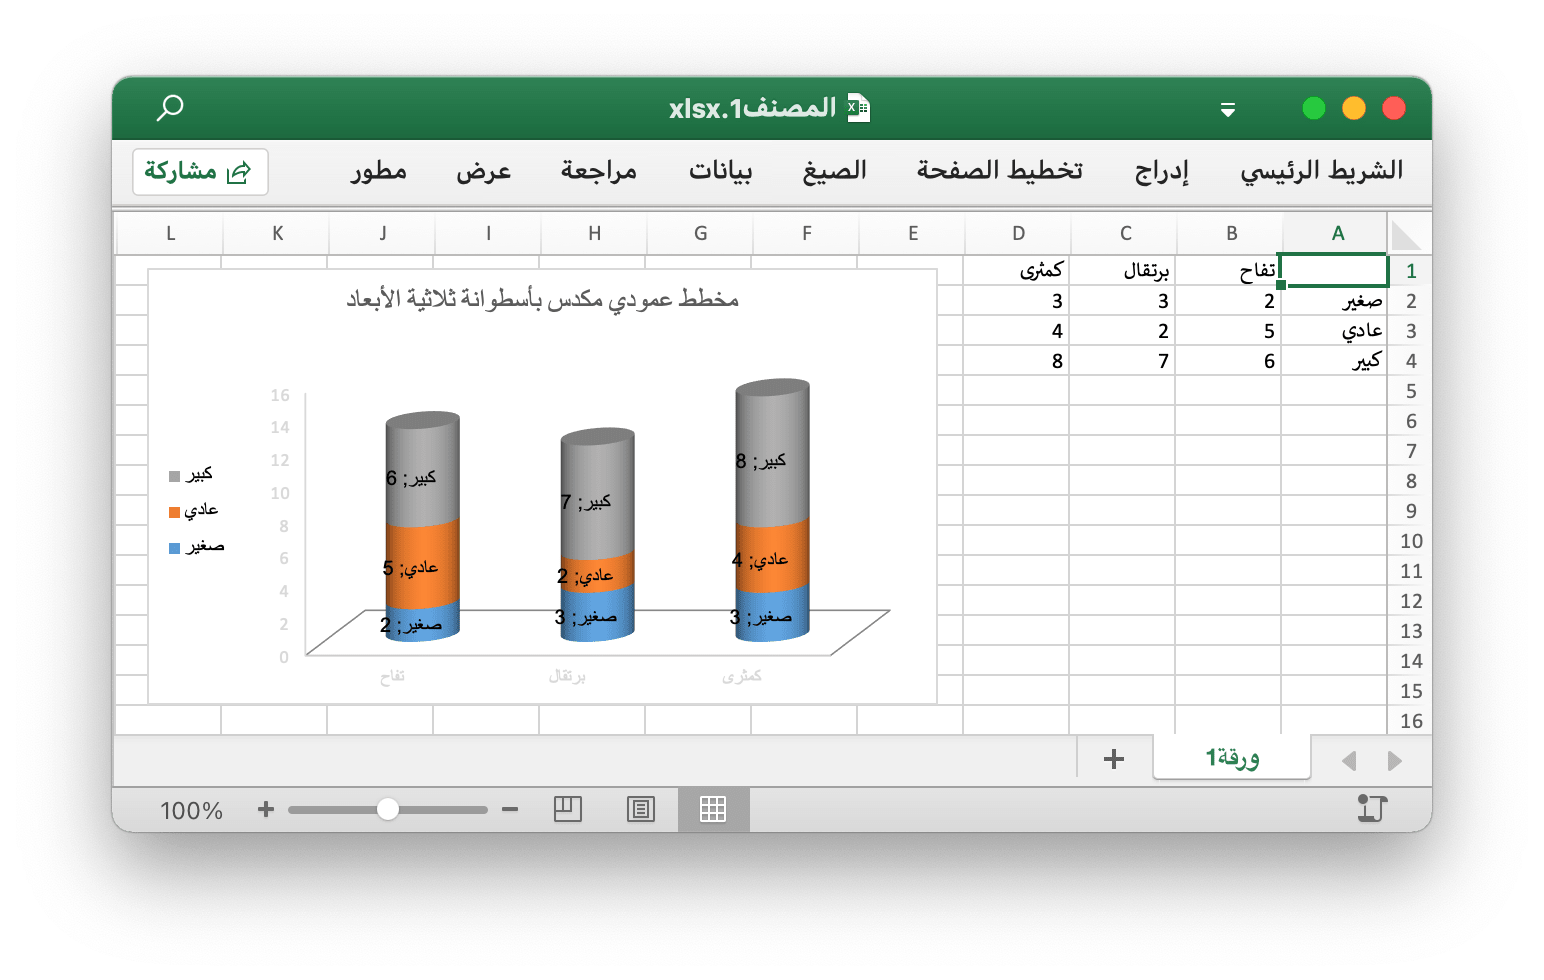 المصنف1.xlsx
الشريط الرئيسي إدراج تخطيط الصفحة الصيغ بيانات مراجعة عرض مطور مشاركة
A B C D E F G H I J K L
1 تفاح برتقال كمثرى
2 صغير 2 3 3
3 عادي 5 2 4
4 كبير 6 7 8
5
6
7
8
9
10
11
12
13
14
15
16
مخطط عمودي مكدس بأسطوانة ثلاثية الأبعاد
16
14
12
10
8
6
4
2
0
كبير; 8
عادي; 4
صغير; 3
كبير; 7
عادي; 2
صغير; 3
كبير; 6
عادي; 5
صغير; 2
كمثرى برتقال تفاح
كبير
عادي
صغير
ورقة1
100%